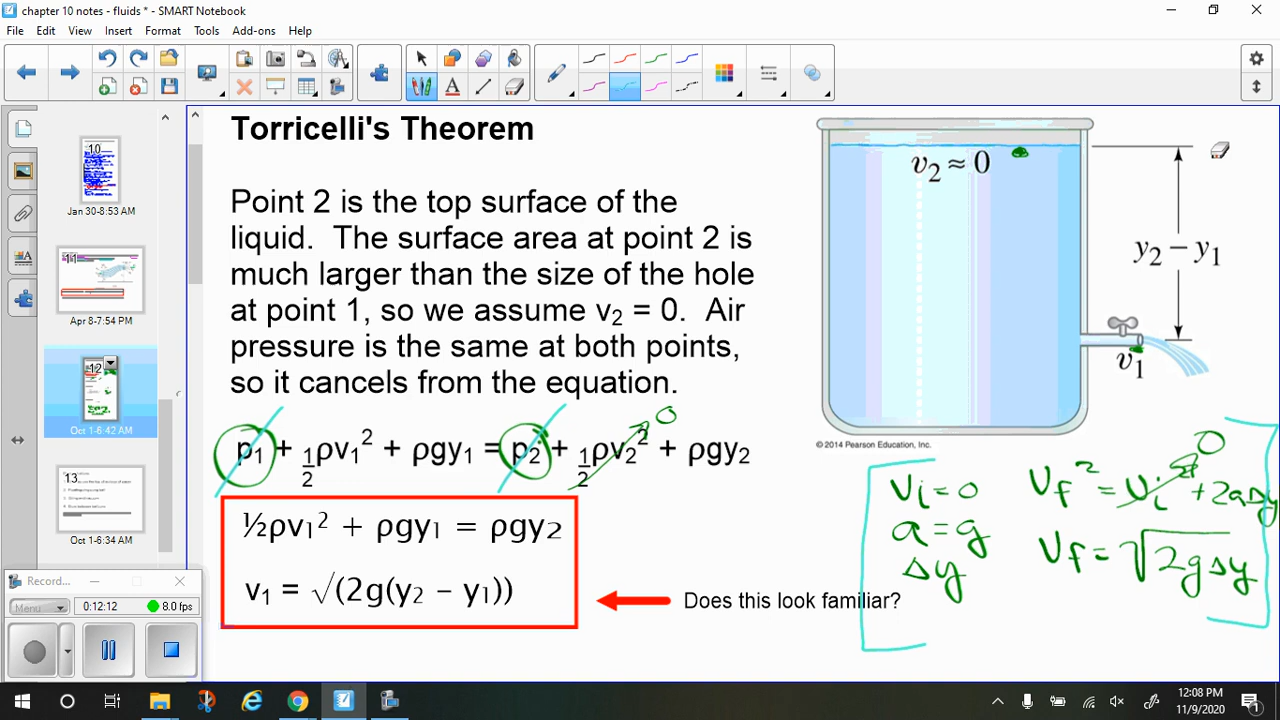 chapter 10 notes - fluids * - SMART Notebook
File Edit View Insert Format Tools Add-ons Help
10
Jan 30-8:53 AM
11
Apr 8-7:54 PM
12
Oct 1-6:42 AM
13
Oct 1-6:34 AM
Record...
Menu
0:12:12
8.0 fps
Torricelli's Theorem
Point 2 is the top surface of the
liquid. The surface area at point 2 is
much larger than the size of the hole
at point 1, so we assume v₂ = 0. Air
pressure is the same at both points,
so it cancels from the equation.
0
p₁ + ½ρv₁² + ρgy₁ = p₂ + ½ρv₂² + ρgy₂
½ρv₁² + ρgy₁ = ρgy₂
v₁ = √(2g(y₂ − y₁))
Does this look familiar?
v₂ ≈ 0
y₂ − y₁
v₁
© 2014 Pearson Education, Inc.
Vi = 0
a = g
Δy
0
Vf² = Vi² + 2aΔy
Vf = √2gΔy
12:08 PM
11/9/2020
1